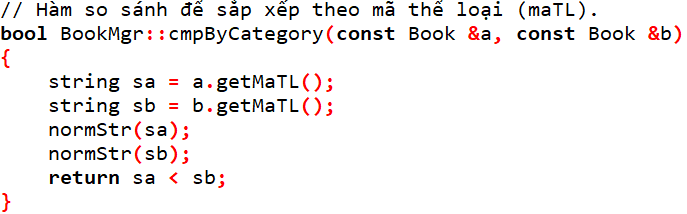 // Hàm so sánh để sắp xếp theo mã thể loại (maTL).
bool BookMgr::cmpByCategory(const Book &a, const Book &b)
{
    string sa = a.getMaTL();
    string sb = b.getMaTL();
    normStr(sa);
    normStr(sb);
    return sa < sb;
}